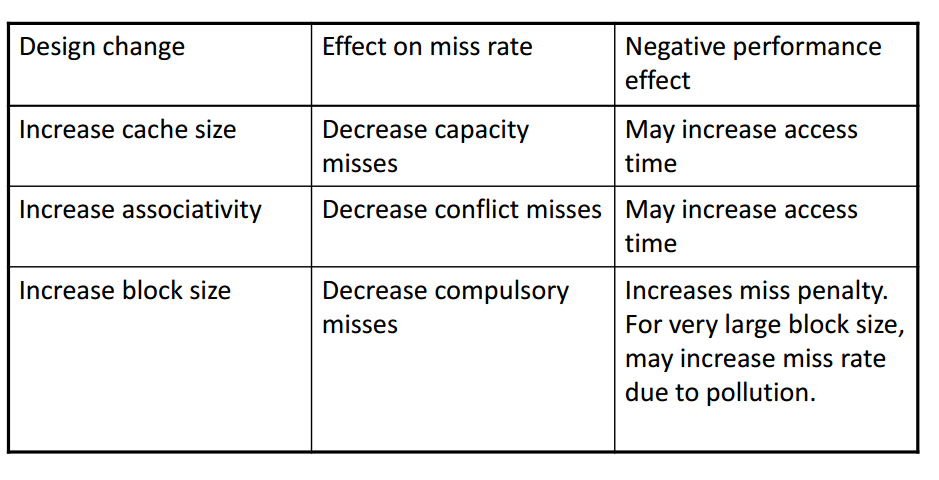 Design change
Effect on miss rate
Negative performance
effect
Increase cache size
Decrease capacity
misses
May increase access
time
Increase associativity
Decrease conflict misses
May increase access
time
Increase block size
Decrease compulsory
misses
Increases miss penalty.
For very large block size,
may increase miss rate
due to pollution.